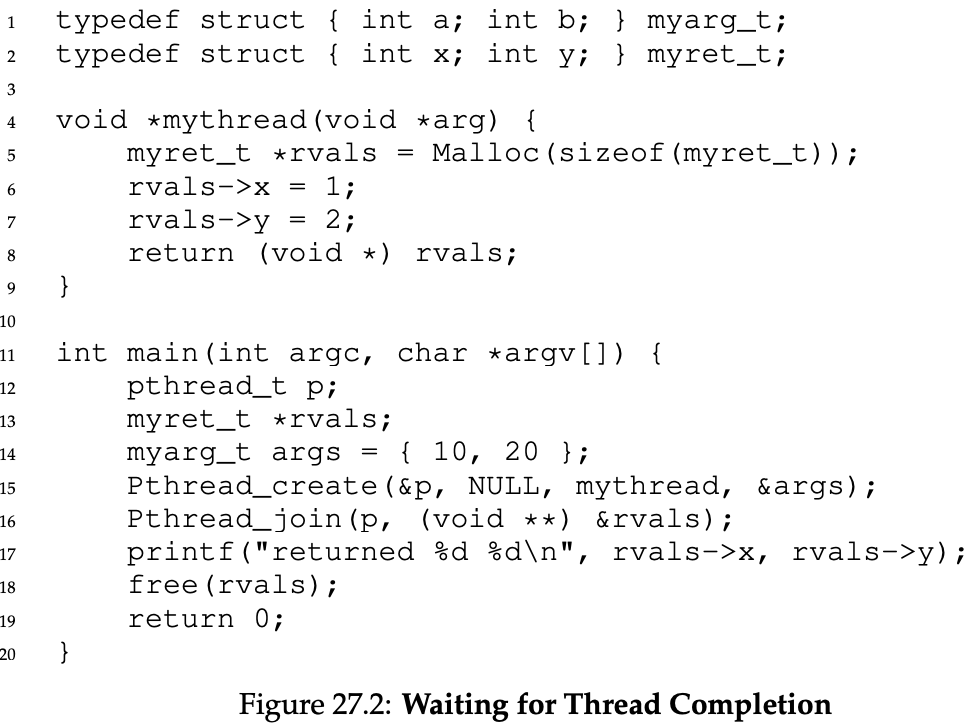 1 typedef struct { int a; int b; } myarg_t;
2 typedef struct { int x; int y; } myret_t;
3
4 void *mythread(void *arg) {
5     myret_t *rvals = Malloc(sizeof(myret_t));
6     rvals->x = 1;
7     rvals->y = 2;
8     return (void *) rvals;
9 }
10
11 int main(int argc, char *argv[]) {
12     pthread_t p;
13     myret_t *rvals;
14     myarg_t args = { 10, 20 };
15     Pthread_create(&p, NULL, mythread, &args);
16     Pthread_join(p, (void **) &rvals);
17     printf("returned %d %d\n", rvals->x, rvals->y);
18     free(rvals);
19     return 0;
20 }
Figure 27.2: Waiting for Thread Completion